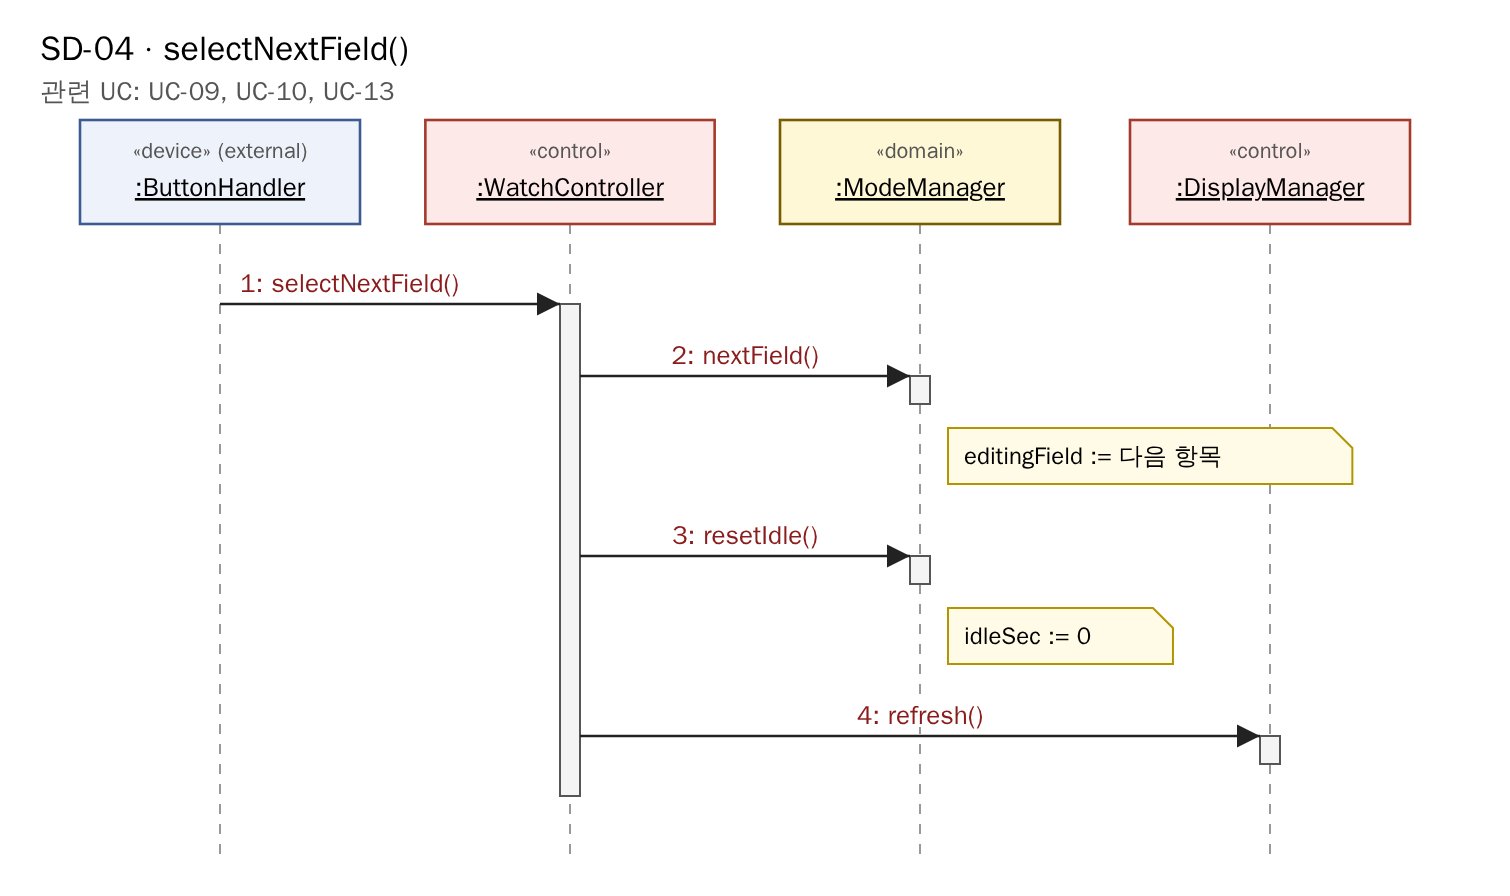 SD-04 · selectNextField()
관련 UC: UC-09, UC-10, UC-13
«device» (external)
:ButtonHandler
«control»
:WatchController
«domain»
:ModeManager
«control»
:DisplayManager
1: selectNextField()
2: nextField()
editingField := 다음 항목
3: resetIdle()
idleSec := 0
4: refresh()